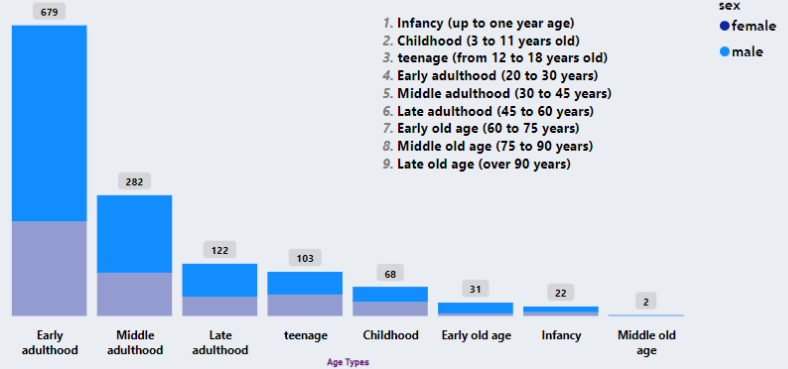 679
1. Infancy (up to one year age)
2. Childhood (3 to 11 years old)
3. teenage (from 12 to 18 years old)
4. Early adulthood (20 to 30 years)
5. Middle adulthood (30 to 45 years)
6. Late adulthood (45 to 60 years)
7. Early old age (60 to 75 years)
8. Middle old age (75 to 90 years)
9. Late old age (over 90 years)
sex
female
male
282
122
103
68
31
22
2
Early
adulthood
Middle
adulthood
Late
adulthood
teenage
Childhood
Early old age
Infancy
Middle old
age
Age Types